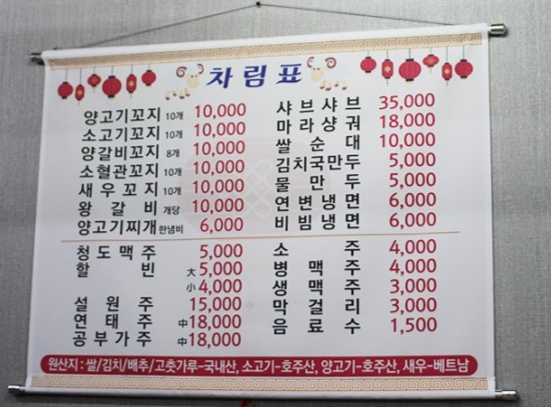 차림표
양고기꼬지 10개 10,000
소고기꼬지 10개 10,000
양갈비꼬지 8개 10,000
소혈관꼬지 10개 10,000
새우꼬지 10개 10,000
왕갈비 개당 10,000
양고기찌개 한냄비 6,000
샤브샤브 35,000
마라샹궈 18,000
쌀순대 10,000
김치국만두 5,000
물만두 5,000
연변냉면 6,000
비빔냉면 6,000
청도맥주 5,000
할빈 大 5,000
小 4,000
설원주 15,000
연태주 中 18,000
공부가주 中 18,000
소주 4,000
병맥주 4,000
생맥주 3,000
막걸리 3,000
음료수 1,500
원산지 : 쌀/김치/배추/고춧가루-국내산, 소고기-호주산, 양고기-호주산, 새우-베트남